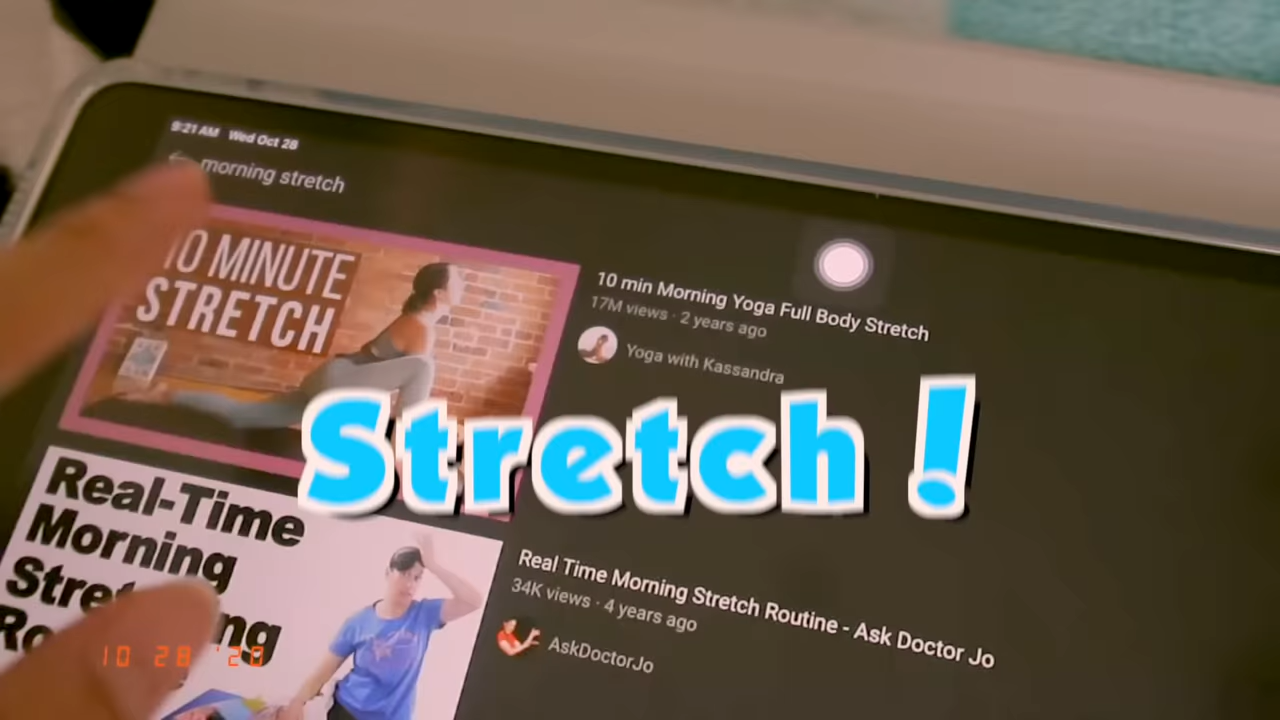 9:21 AM Wed Oct 28
morning stretch
10 MINUTE
STRETCH
10 min Morning Yoga Full Body Stretch
17M views · 2 years ago
Yoga with Kassandra
Stretch !
Real-Time
Morning
Real Time Morning Stretch Routine - Ask Doctor Jo
34K views · 4 years ago
AskDoctorJo
10 28 '20